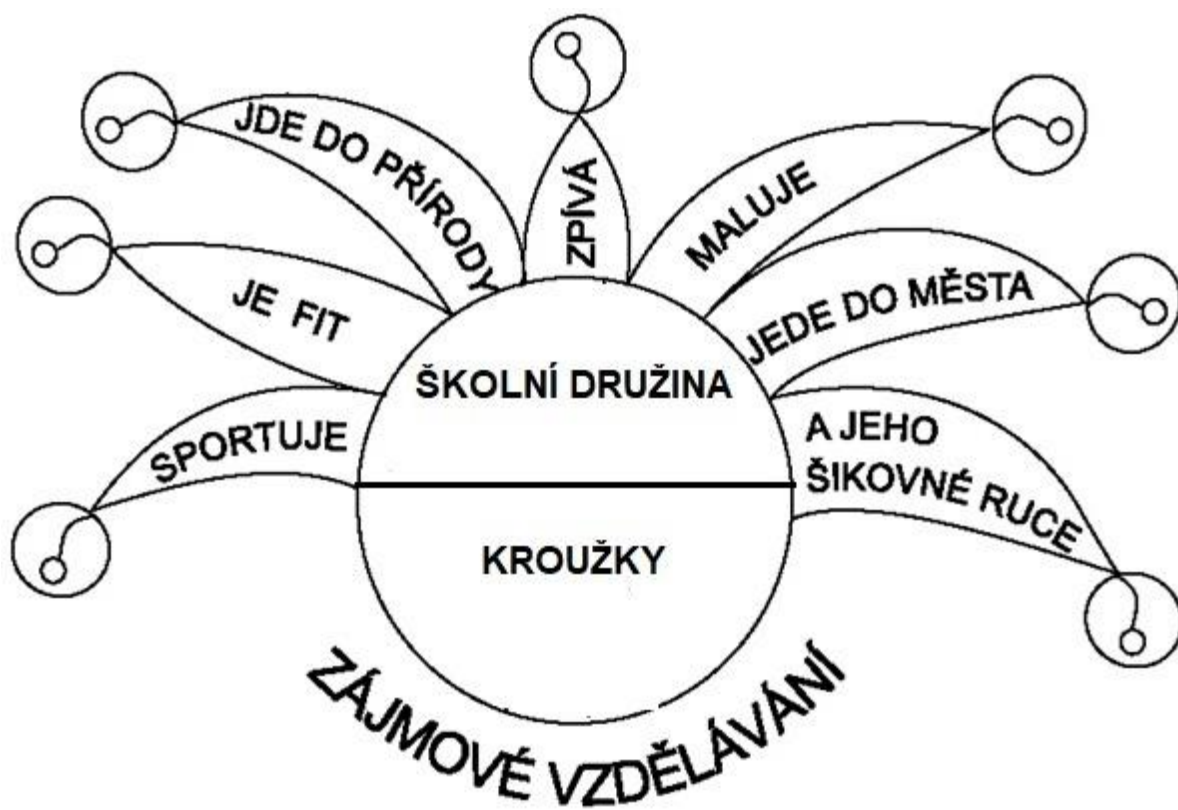 ZPÍVÁ
JDE DO PŘÍRODY
MALUJE
JE FIT
JEDE DO MĚSTA
SPORTUJE
A JEHO
ŠIKOVNÉ RUCE
ŠKOLNÍ DRUŽINA
KROUŽKY
ZÁJMOVÉ VZDĚLÁVÁNÍ